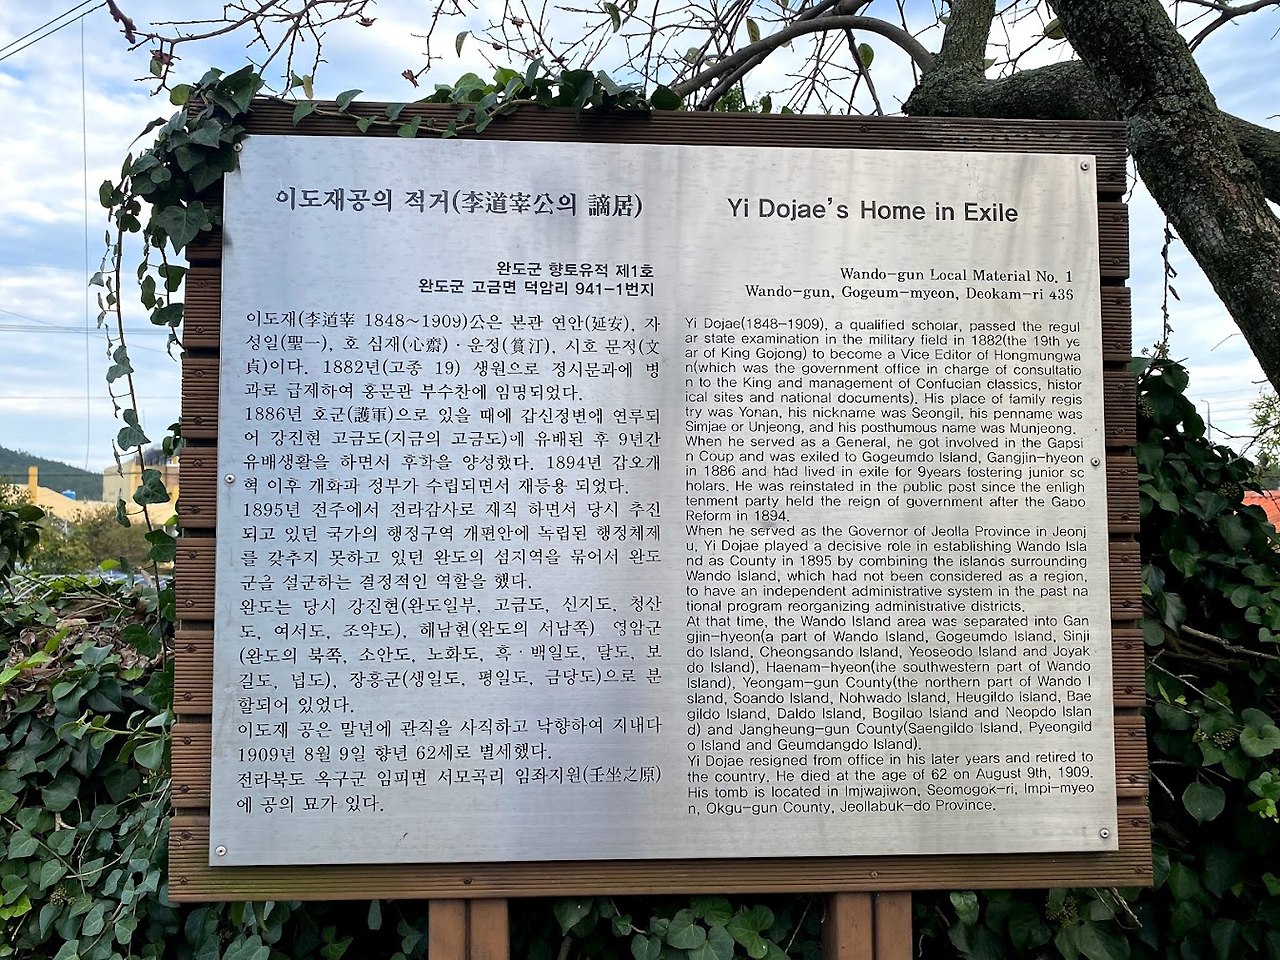 이도재공의 적거(李道宰公의 謫居)
완도군 향토유적 제1호
완도군 고금면 덕암리 941-1번지
이도재(李道宰 1848~1909)公은 본관 연안(延安), 자
성일(聖一), 호 심재(心齋)·운정(篔汀), 시호 문정(文
貞)이다. 1882년(고종 19) 생원으로 정시문과에 병
과로 급제하여 홍문관 부수찬에 임명되었다.
1886년 호군(護軍)으로 있을 때에 갑신정변에 연루되
어 강진현 고금도(지금의 고금도)에 유배된 후 9년간
유배생활을 하면서 후학을 양성했다. 1894년 갑오개
혁 이후 개화파 정부가 수립되면서 재등용 되었다.
1895년 전주에서 전라감사로 재직 하면서 당시 추진
되고 있던 국가의 행정구역 개편안에 독립된 행정체제
를 갖추지 못하고 있던 완도의 섬지역을 묶어서 완도
군을 설군하는 결정적인 역할을 했다.
완도는 당시 강진현(완도일부, 고금도, 신지도, 청산
도, 여서도, 조약도), 해남현(완도의 서남쪽) 영암군
(완도의 북쪽, 소안도, 노화도, 흑·백일도, 달도, 보
길도, 넙도), 장흥군(생일도, 평일도, 금당도)으로 분
할되어 있었다.
이도재 공은 말년에 관직을 사직하고 낙향하여 지내다
1909년 8월 9일 향년 62세로 별세했다.
전라북도 옥구군 임피면 서모곡리 임좌지원(壬坐之原)
에 공의 묘가 있다.
Yi Dojae's Home in Exile
Wando-gun Local Material No. 1
Wando-gun, Gogeum-myeon, Deokam-ri 435
Yi Dojae(1848-1909), a qualified scholar, passed the regul
ar state examination in the military field in 1882(the 19th ye
ar of King Gojong) to become a Vice Editor of Hongmungwa
n(which was the government office in charge of consultatio
n to the King and management of Confucian classics, histor
ical sites and national documents). His place of family regis
try was Yonan, his nickname was Seongil, his penname was
Simjae or Unjeong, and his posthumous name was Munjeong.
When he served as a General, he got involved in the Gapsi
n Coup and was exiled to Gogeumdo Island, Gangjin-hyeon
in 1886 and had lived in exile for 9years fostering junior sc
holars. He was reinstated in the public post since the enligh
tenment party held the reign of government after the Gabo
Reform in 1894.
When he served as the Governor of Jeolla Province in Jeonj
u, Yi Dojae played a decisive role in establishing Wando Isla
nd as County in 1895 by combining the islands surrounding
Wando Island, which had not been considered as a region,
to have an independent administrative system in the past na
tional program reorganizing administrative districts.
At that time, the Wando Island area was separated into Gan
gjin-hyeon(a part of Wando Island, Gogeumdo Island, Sinji
do Island, Cheongsando Island, Yeoseodo Island and Joyak
do Island), Haenam-hyeon(the southwestern part of Wando
Island), Yeongam-gun County(the northern part of Wando I
sland, Soando Island, Nohwado Island, Heugildo island, Bae
gildo Island, Daldo Island, Bogilgo Island and Neopdo Islan
d) and Jangheung-gun County(Saengildo Island, Pyeongild
o Island and Geumdangdo Island).
Yi Dojae resigned from office in his later years and retired to
the country. He died at the age of 62 on August 9th, 1909.
His tomb is located in Imjwajiwon, Seomogok-ri, Impi-myeo
n, Okgu-gun County, Jeollabuk-do Province.